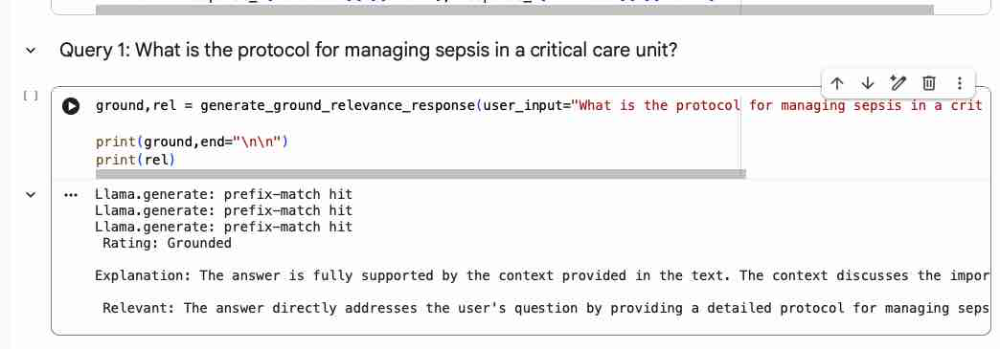 Query 1: What is the protocol for managing sepsis in a critical care unit?
[ ]
ground,rel = generate_ground_relevance_response(user_input="What is the protocol for managing sepsis in a crit
print(ground,end="\n\n")
print(rel)
Llama.generate: prefix-match hit
Llama.generate: prefix-match hit
Llama.generate: prefix-match hit
Rating: Grounded
Explanation: The answer is fully supported by the context provided in the text. The context discusses the impor
Relevant: The answer directly addresses the user's question by providing a detailed protocol for managing seps